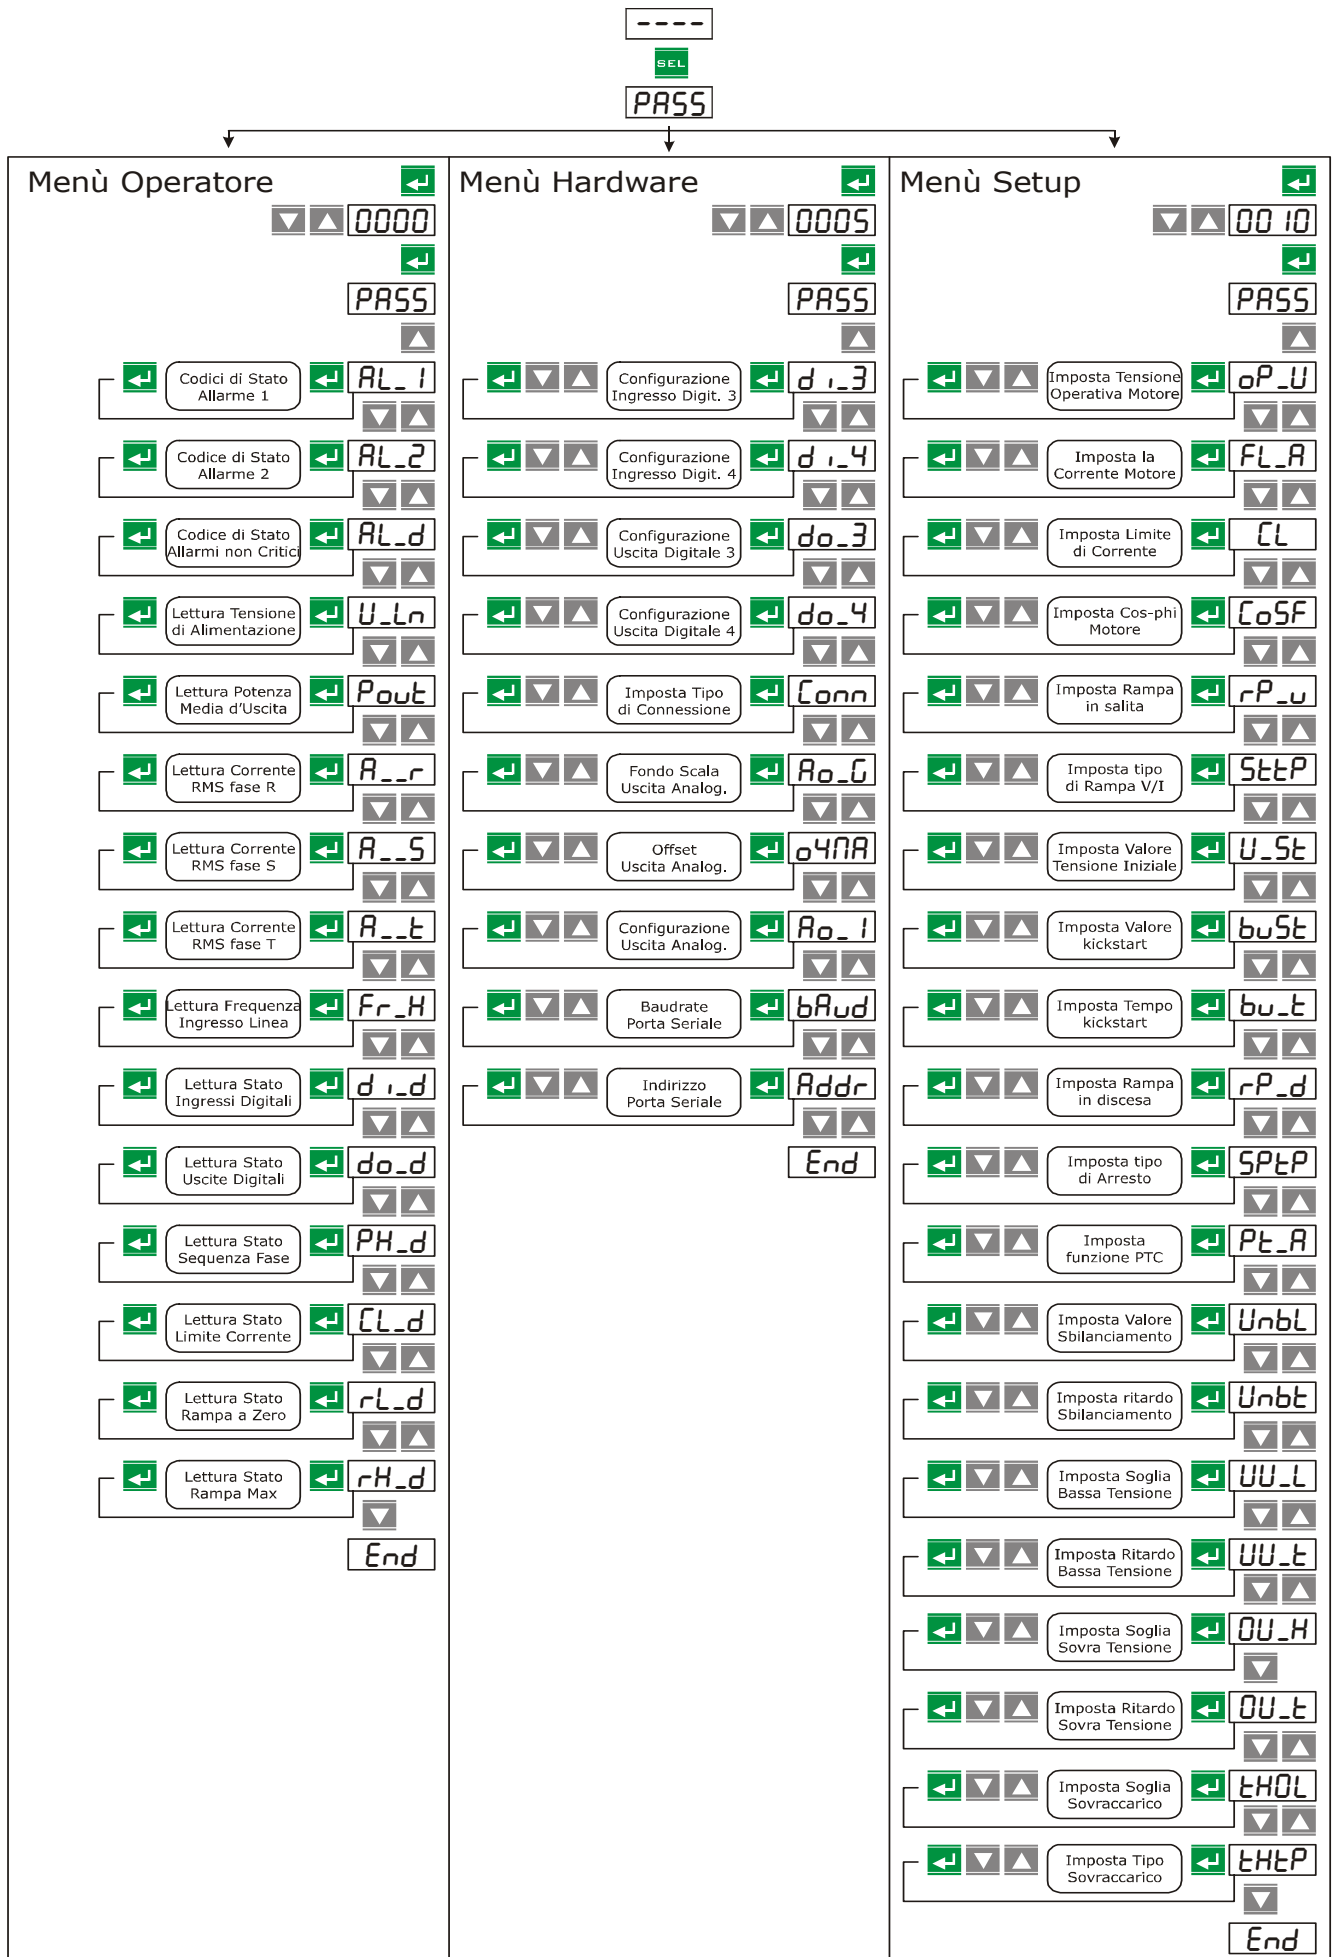 ----
SEL
PASS
Menù Operatore
0000
PASS
Codici di Stato
Allarme 1
AL_1
Codice di Stato
Allarme 2
AL_2
Codice di Stato
Allarmi non Critici
AL_d
Lettura Tensione
di Alimentazione
U_Ln
Lettura Potenza
Media d'Uscita
Pout
Lettura Corrente
RMS fase R
A__r
Lettura Corrente
RMS fase S
A__S
Lettura Corrente
RMS fase T
A__t
Lettura Frequenza
Ingresso Linea
Fr_H
Lettura Stato
Ingressi Digitali
di_d
Lettura Stato
Uscite Digitali
do_d
Lettura Stato
Sequenza Fase
PH_d
Lettura Stato
Limite Corrente
CL_d
Lettura Stato
Rampa a Zero
rL_d
Lettura Stato
Rampa Max
rH_d
End
Menù Hardware
0005
PASS
Configurazione
Ingresso Digit. 3
di_3
Configurazione
Ingresso Digit. 4
di_4
Configurazione
Uscita Digitale 3
do_3
Configurazione
Uscita Digitale 4
do_4
Imposta Tipo
di Connessione
Conn
Fondo Scala
Uscita Analog.
Ao_G
Offset
Uscita Analog.
o4MA
Configurazione
Uscita Analog.
Ao_1
Baudrate
Porta Seriale
bAud
Indirizzo
Porta Seriale
Addr
End
Menù Setup
0010
PASS
Imposta Tensione
Operativa Motore
oP_U
Imposta la
Corrente Motore
FL_A
Imposta Limite
di Corrente
CL
Imposta Cos-phi
Motore
CoSF
Imposta Rampa
in salita
rP_u
Imposta tipo
di Rampa V/I
SttP
Imposta Valore
Tensione Iniziale
U_St
Imposta Valore
kickstart
buSt
Imposta Tempo
kickstart
bu_t
Imposta Rampa
in discesa
rP_d
Imposta tipo
di Arresto
SPtP
Imposta
funzione PTC
Pt_A
Imposta Valore
Sbilanciamento
UnbL
Imposta ritardo
Sbilanciamento
Unbt
Imposta Soglia
Bassa Tensione
UU_L
Imposta Ritardo
Bassa Tensione
UU_t
Imposta Soglia
Sovra Tensione
OU_H
Imposta Ritardo
Sovra Tensione
OU_t
Imposta Soglia
Sovraccarico
tHOL
Imposta Tipo
Sovraccarico
tHtP
End